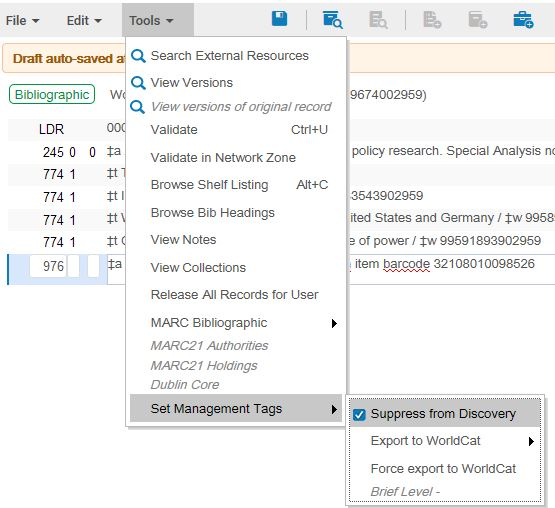 File Edit Tools
Draft auto-saved at
Search External Resources
Bibliographic
View Versions
9674002959)
View versions of original record
LDR 000
Validate Ctrl+U
245 0 0 ‡a
Validate in Network Zone
policy research. Special Analysis no
774 1 ‡t
Browse Shelf Listing Alt+C
774 1 ‡t
3543902959
Browse Bib Headings
774 1 ‡t
ited States and Germany / ‡w 9958
View Notes
774 1 ‡t
e of power / ‡w 99591893902959
View Collections
976 ‡a
item barcode 32108010098526
Release All Records for User
MARC Bibliographic
MARC21 Authorities
MARC21 Holdings
Dublin Core
Set Management Tags
Suppress from Discovery
Export to WorldCat
Force export to WorldCat
Brief Level -